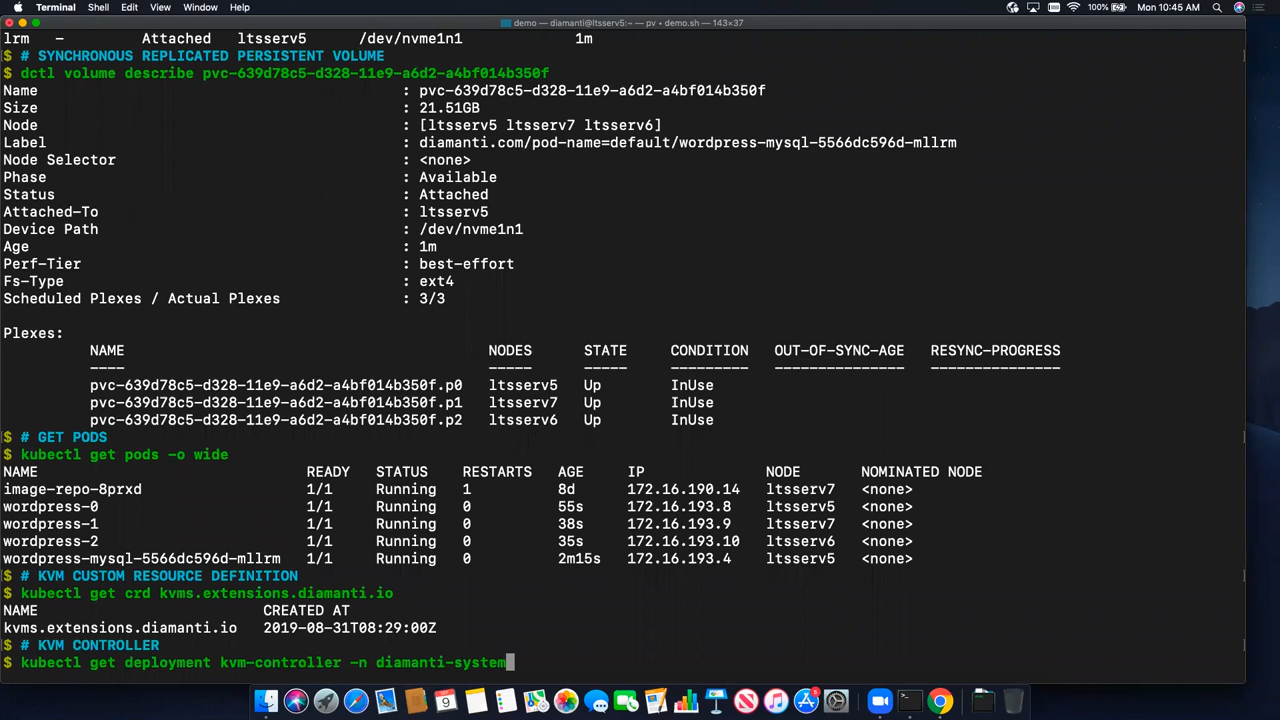 Terminal Shell Edit View Window Help 100% Mon 10:45 AM
demo — diamanti@ltsserv5:~ — pv • demo.sh — 143×37
lrm – Attached ltsserv5 /dev/nvme1n1 1m
$ # SYNCHRONOUS REPLICATED PERSISTENT VOLUME
$ dctl volume describe pvc-639d78c5-d328-11e9-a6d2-a4bf014b350f
Name : pvc-639d78c5-d328-11e9-a6d2-a4bf014b350f
Size : 21.51GB
Node : [ltsserv5 ltsserv7 ltsserv6]
Label : diamanti.com/pod-name=default/wordpress-mysql-5566dc596d-mllrm
Node Selector : <none>
Phase : Available
Status : Attached
Attached-To : ltsserv5
Device Path : /dev/nvme1n1
Age : 1m
Perf-Tier : best-effort
Fs-Type : ext4
Scheduled Plexes / Actual Plexes : 3/3
Plexes:
NAME NODES STATE CONDITION OUT-OF-SYNC-AGE RESYNC-PROGRESS
---- ----- ----- --------- --------------- ---------------
pvc-639d78c5-d328-11e9-a6d2-a4bf014b350f.p0 ltsserv5 Up InUse
pvc-639d78c5-d328-11e9-a6d2-a4bf014b350f.p1 ltsserv7 Up InUse
pvc-639d78c5-d328-11e9-a6d2-a4bf014b350f.p2 ltsserv6 Up InUse
$ # GET PODS
$ kubectl get pods -o wide
NAME READY STATUS RESTARTS AGE IP NODE NOMINATED NODE
image-repo-8prxd 1/1 Running 1 8d 172.16.190.14 ltsserv7 <none>
wordpress-0 1/1 Running 0 55s 172.16.193.8 ltsserv5 <none>
wordpress-1 1/1 Running 0 38s 172.16.193.9 ltsserv7 <none>
wordpress-2 1/1 Running 0 35s 172.16.193.10 ltsserv6 <none>
wordpress-mysql-5566dc596d-mllrm 1/1 Running 0 2m15s 172.16.193.4 ltsserv5 <none>
$ # KVM CUSTOM RESOURCE DEFINITION
$ kubectl get crd kvms.extensions.diamanti.io
NAME CREATED AT
kvms.extensions.diamanti.io 2019-08-31T08:29:00Z
$ # KVM CONTROLLER
$ kubectl get deployment kvm-controller -n diamanti-system
9